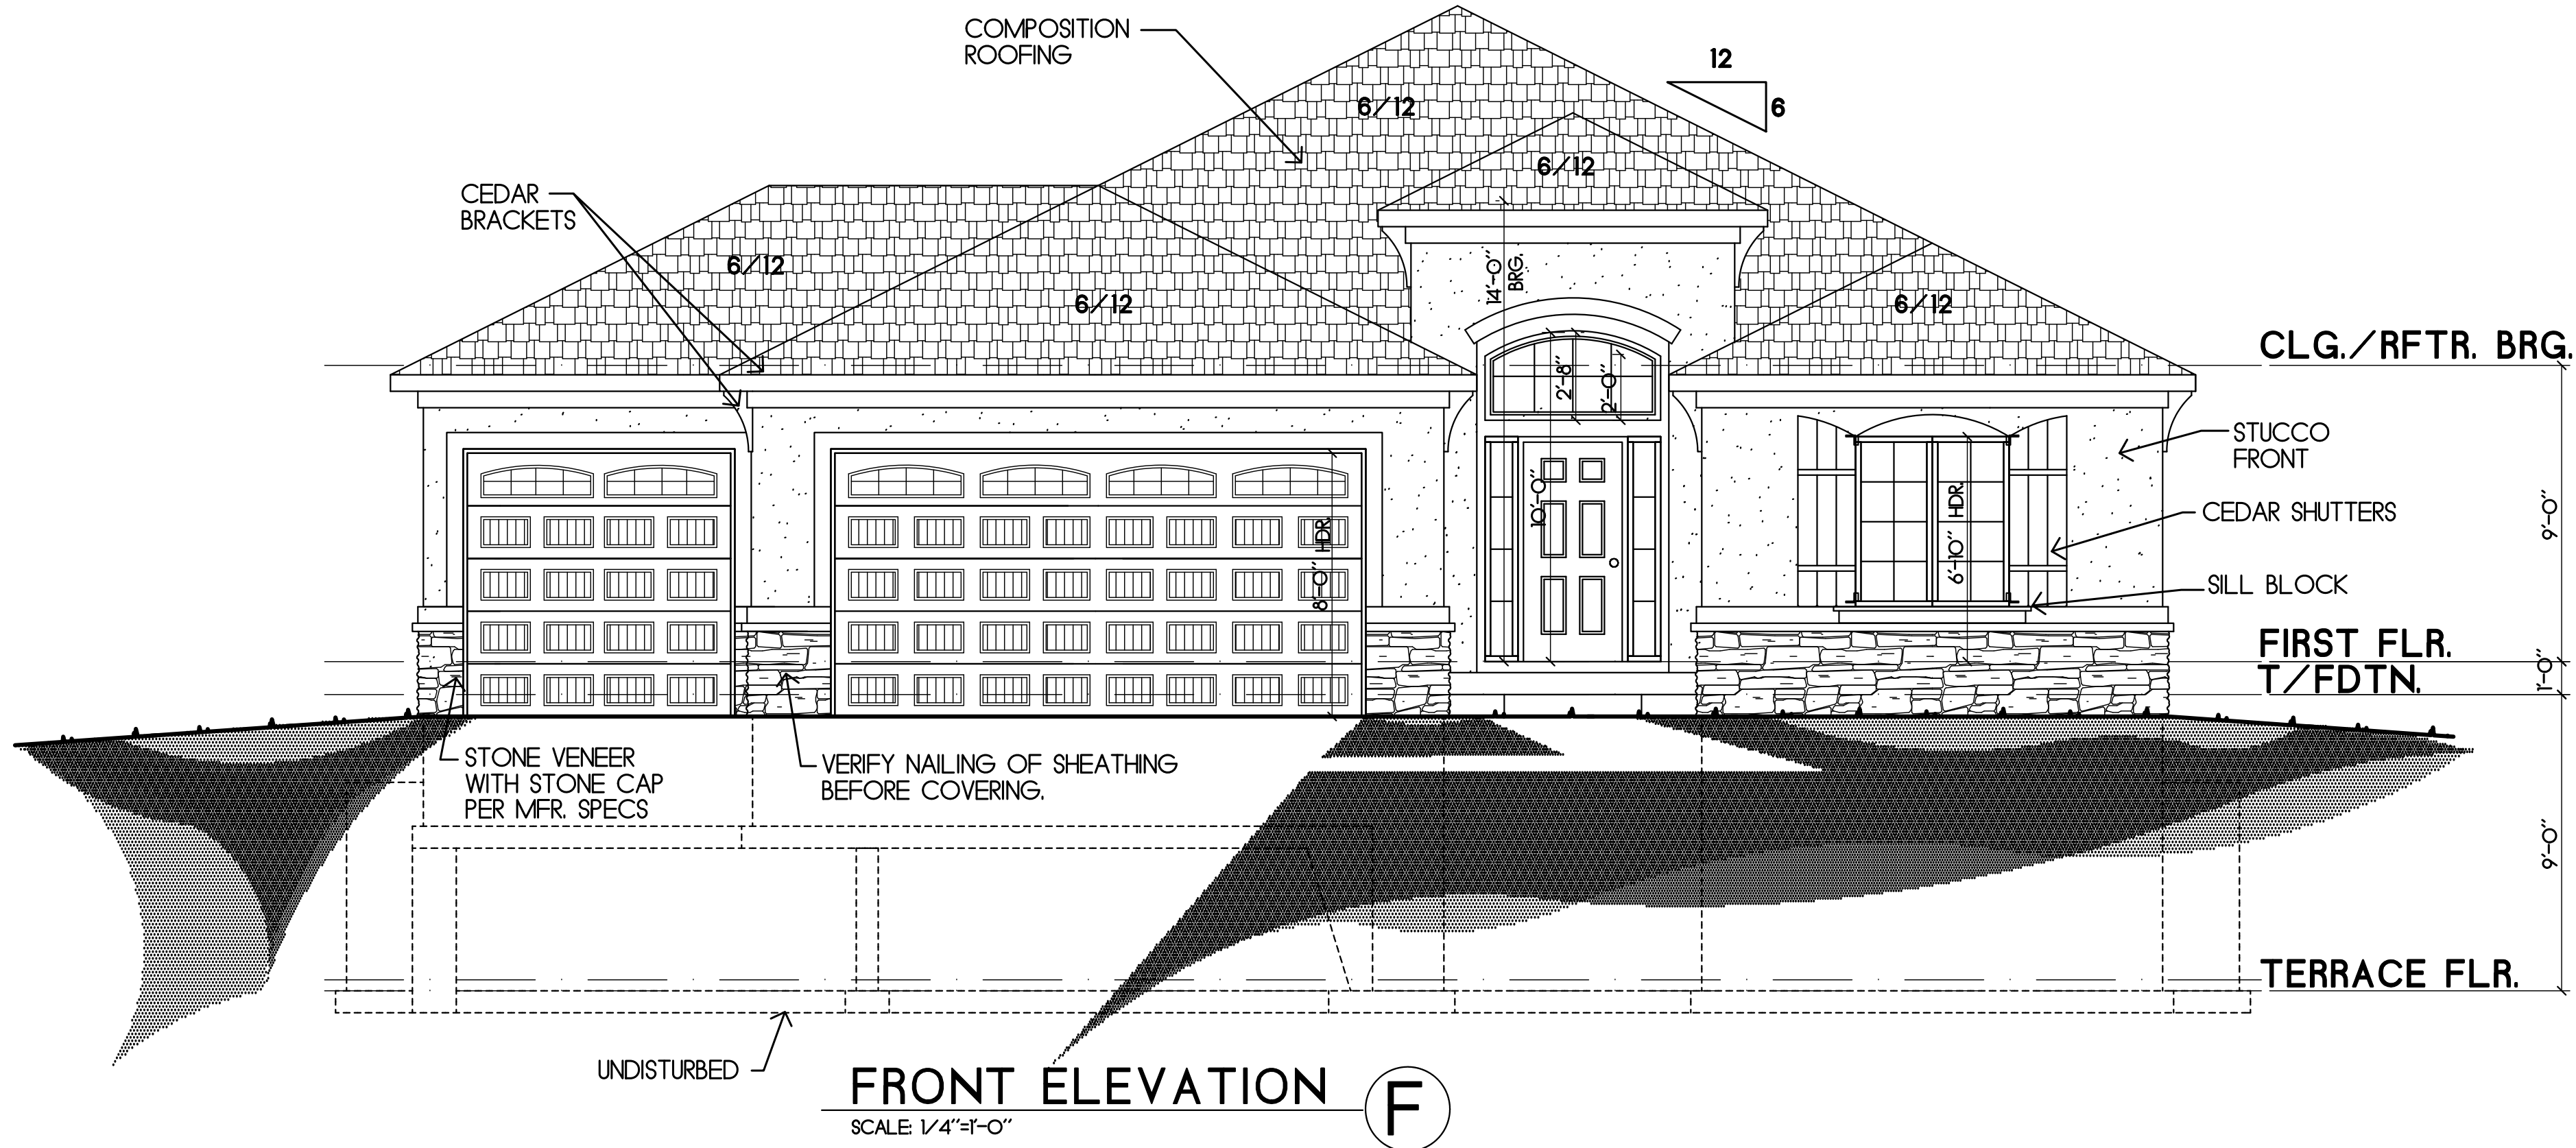 COMPOSITION
ROOFING
12
6
6/12
6/12
CEDAR
BRACKETS
6/12
6/12
6/12
14'-0"
BRG.
CLG./RFTR. BRG.
2'-8"
2'-0"
STUCCO
FRONT
9'-0"
10'-0"
8'-0" HDR.
6'-10" HDR.
CEDAR SHUTTERS
SILL BLOCK
FIRST FLR.
T/FDTN.
1'-0"
STONE VENEER
WITH STONE CAP
PER MFR. SPECS
VERIFY NAILING OF SHEATHING
BEFORE COVERING.
9'-0"
TERRACE FLR.
UNDISTURBED
FRONT ELEVATION
F
SCALE: 1/4"=1'-0"